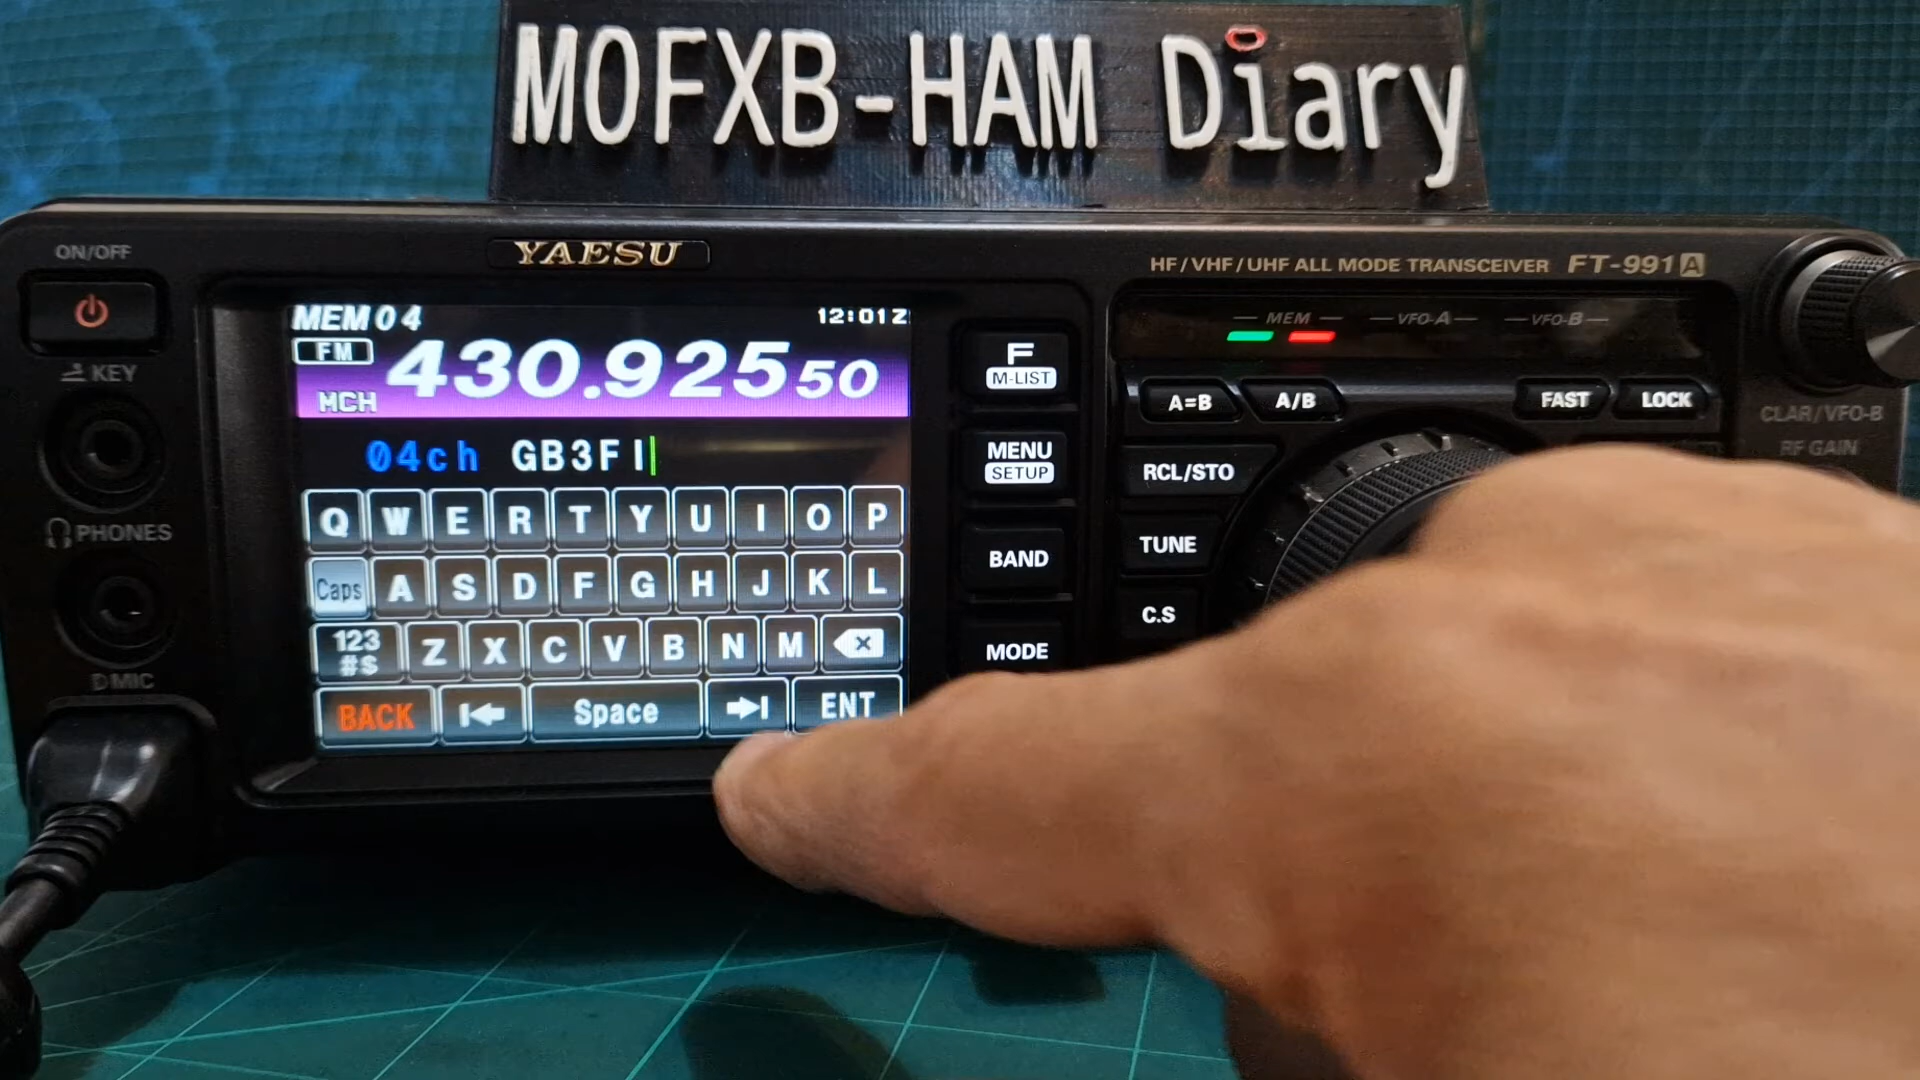 M0FXB-HAM Diary
ON/OFF
YAESU
HF/VHF/UHF ALL MODE TRANSCEIVER FT-991A
MEM 04 12:01Z
FM 430.925 50
MCH
04ch GB3FI
Q W E R T Y U I O P
Caps A S D F G H J K L
123 #$ Z X C V B N M
BACK Space ENT
KEY
PHONES
D MIC
F
M-LIST
MENU
SETUP
BAND
MODE
MEM VFO-A VFO-B
A=B A/B FAST LOCK
RCL/STO
TUNE
C.S
CLAR/VFO-B
RF GAIN